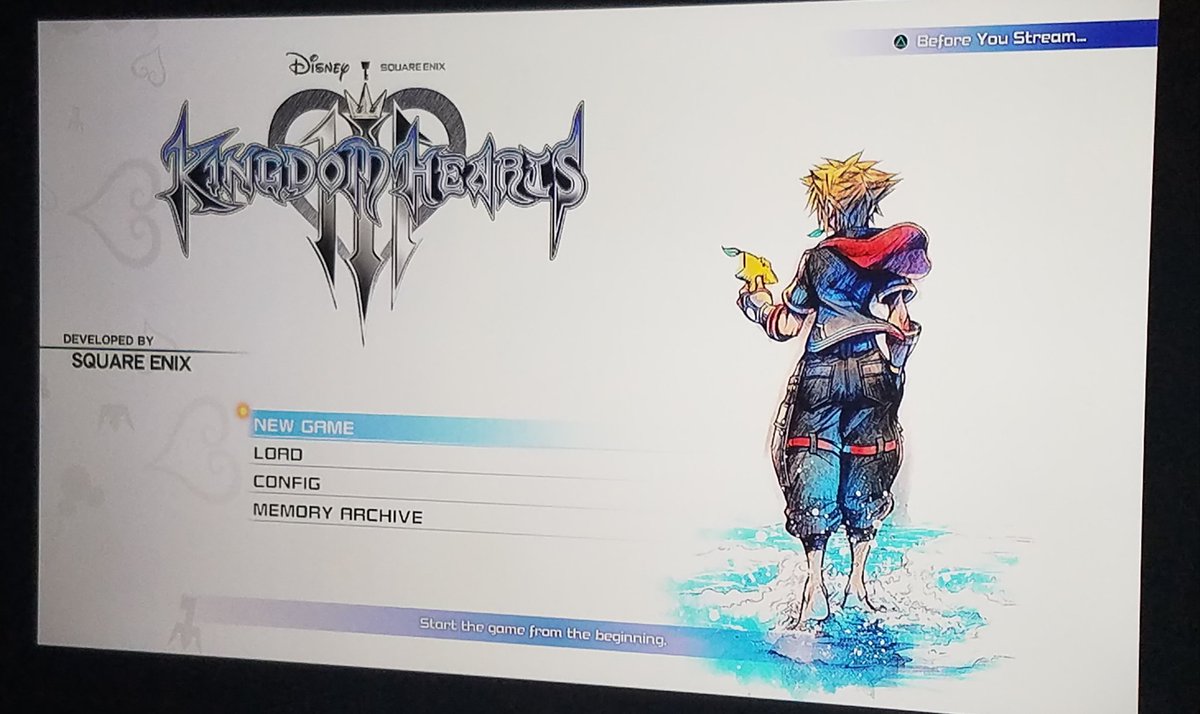 Before You Stream...
Disney SQUARE ENIX
KINGDOM HEARTS
III
DEVELOPED BY
SQUARE ENIX
NEW GAME
LOAD
CONFIG
MEMORY ARCHIVE
Start the game from the beginning.